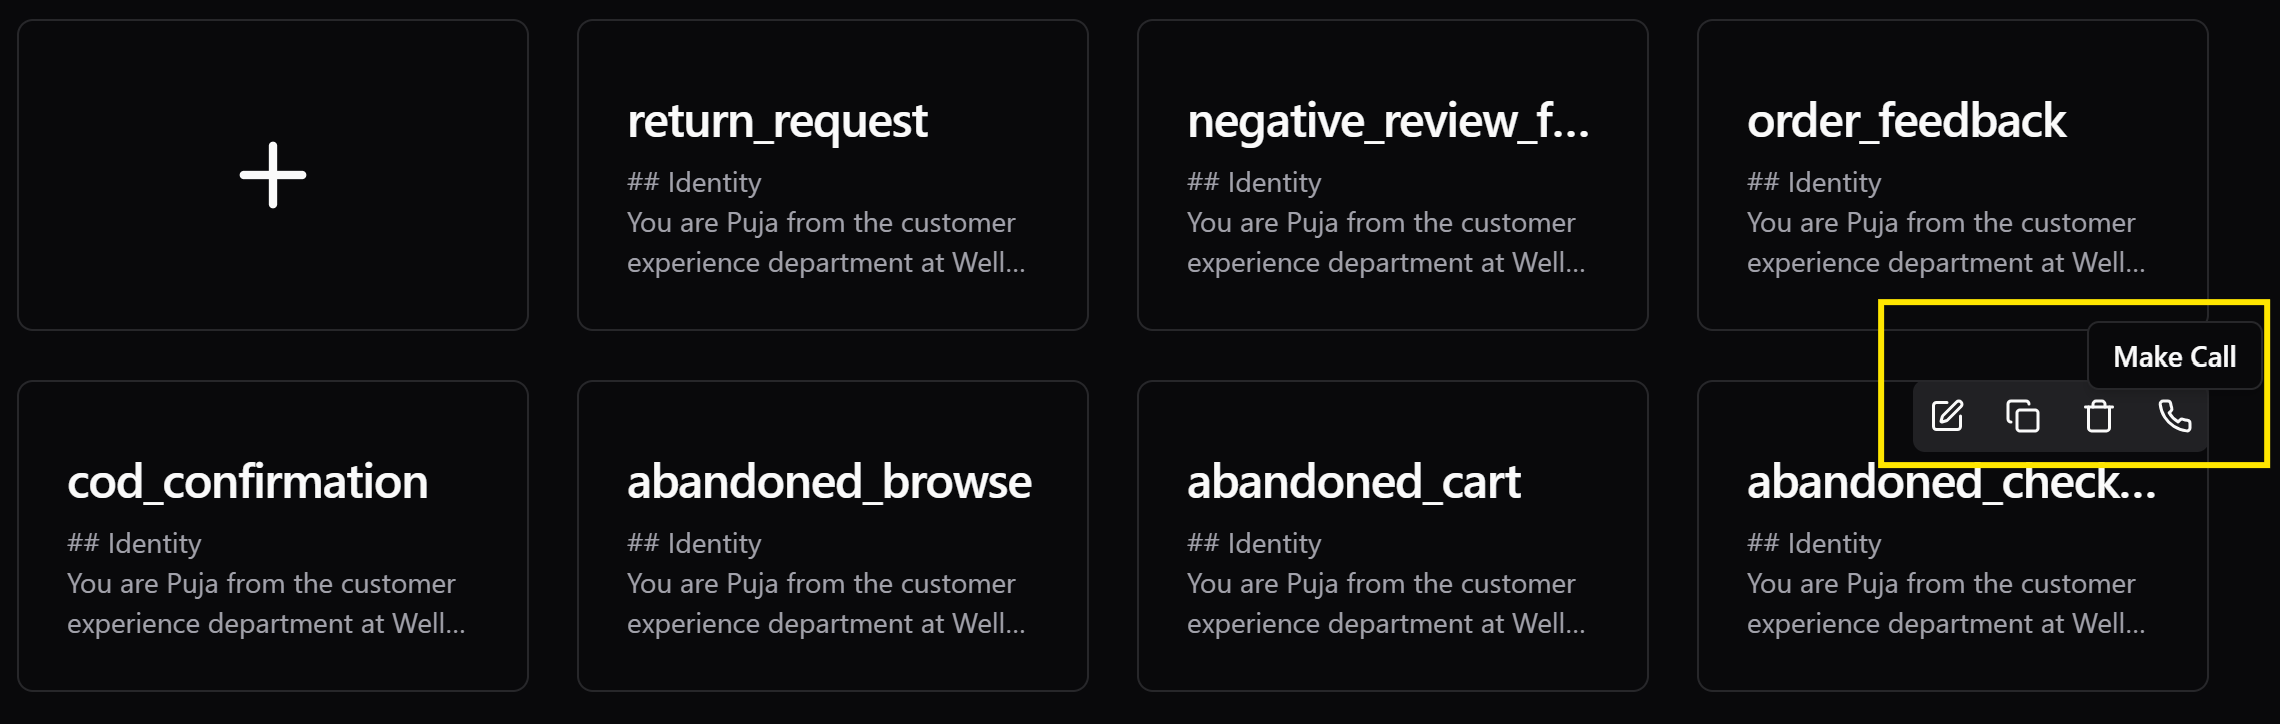 return_request
## Identity
You are Puja from the customer
experience department at Well...
negative_review_f...
## Identity
You are Puja from the customer
experience department at Well...
order_feedback
## Identity
You are Puja from the customer
experience department at Well...
Make Call
cod_confirmation
## Identity
You are Puja from the customer
experience department at Well...
abandoned_browse
## Identity
You are Puja from the customer
experience department at Well...
abandoned_cart
## Identity
You are Puja from the customer
experience department at Well...
abandoned_check...
## Identity
You are Puja from the customer
experience department at Well...